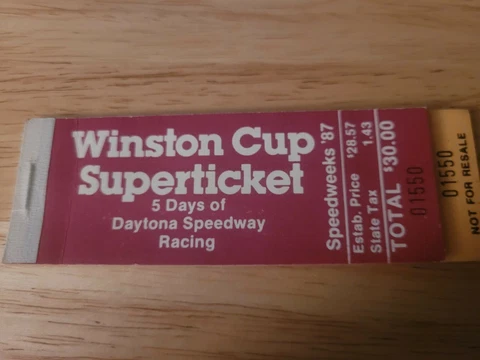 Winston Cup
Superticket
5 Days of
Daytona Speedway
Racing
Speedweeks '87
Estab. Price $28.57
State Tax 1.43
TOTAL $30.00
01550
01550
NOT FOR RESALE